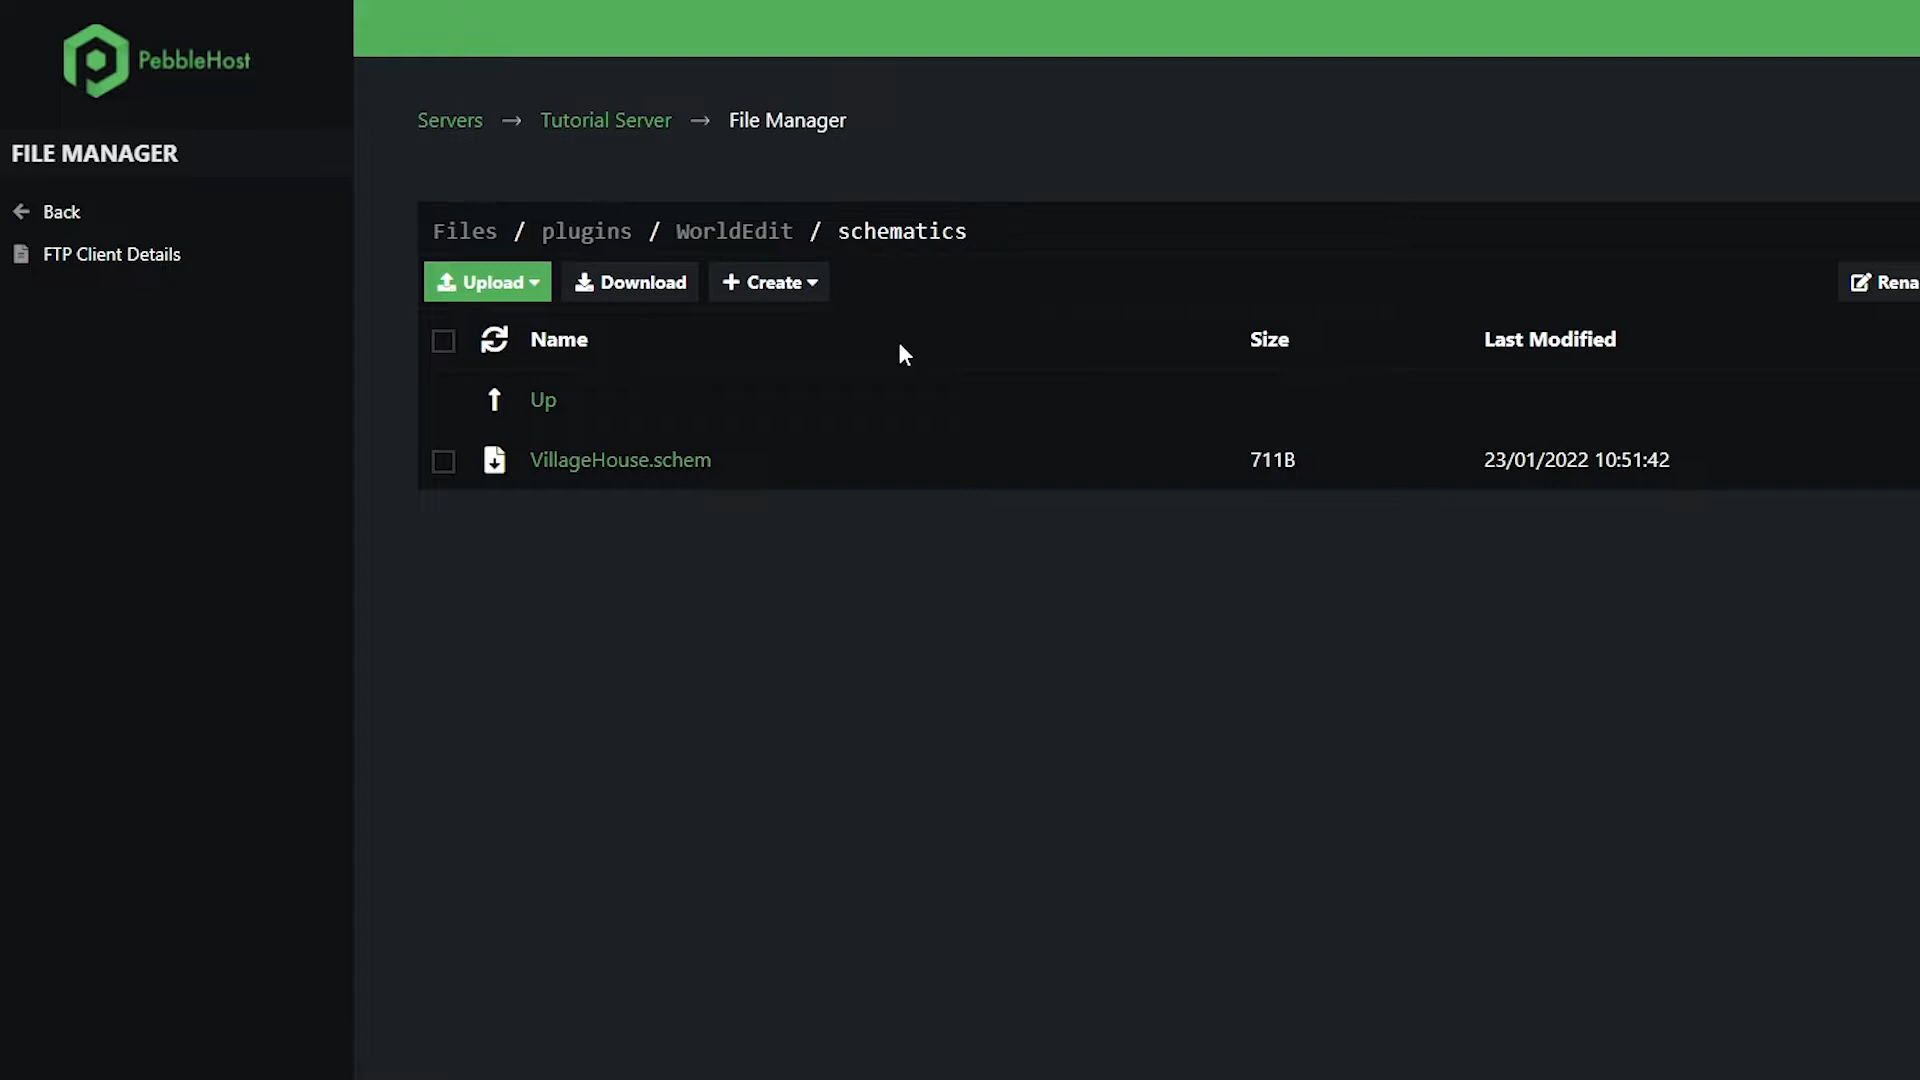 PebbleHost
FILE MANAGER
Back
FTP Client Details
Servers → Tutorial Server → File Manager
Files / plugins / WorldEdit / schematics
Upload Download + Create Rena
Name Size Last Modified
Up
VillageHouse.schem 711B 23/01/2022 10:51:42